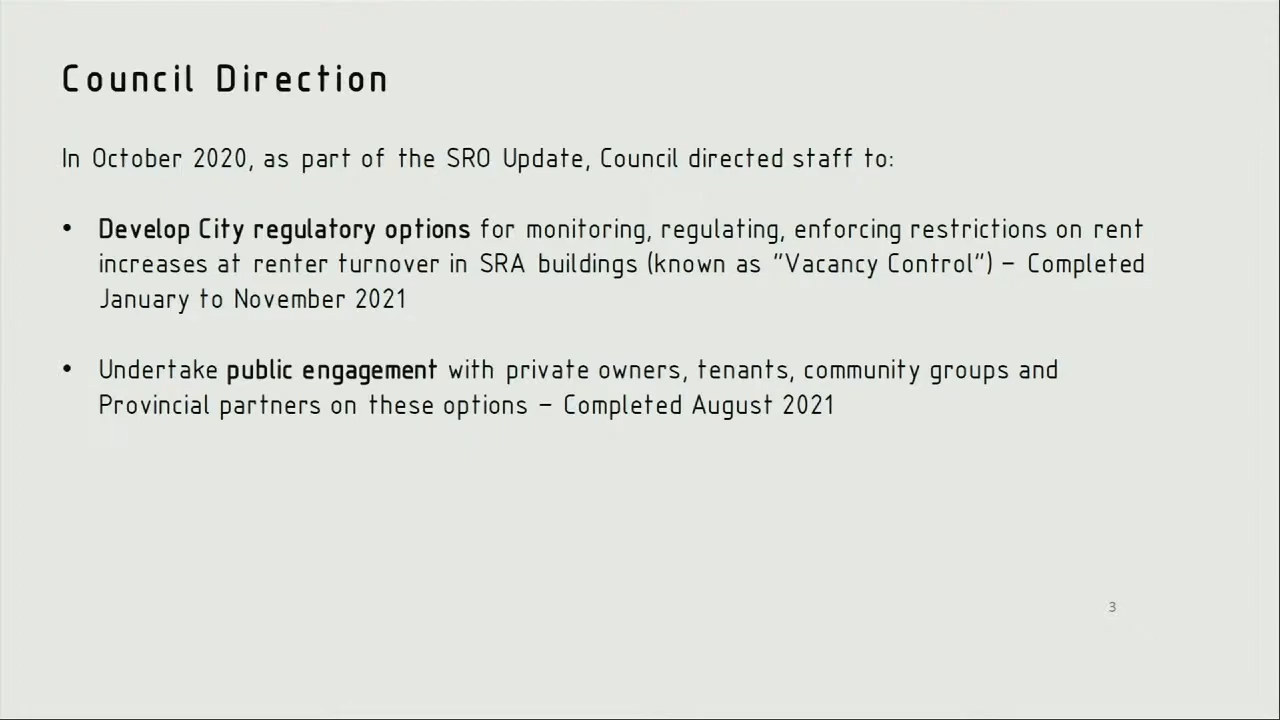 Council Direction
In October 2020, as part of the SRO Update, Council directed staff to:
• Develop City regulatory options for monitoring, regulating, enforcing restrictions on rent
increases at renter turnover in SRA buildings (known as "Vacancy Control") – Completed
January to November 2021
• Undertake public engagement with private owners, tenants, community groups and
Provincial partners on these options – Completed August 2021
3